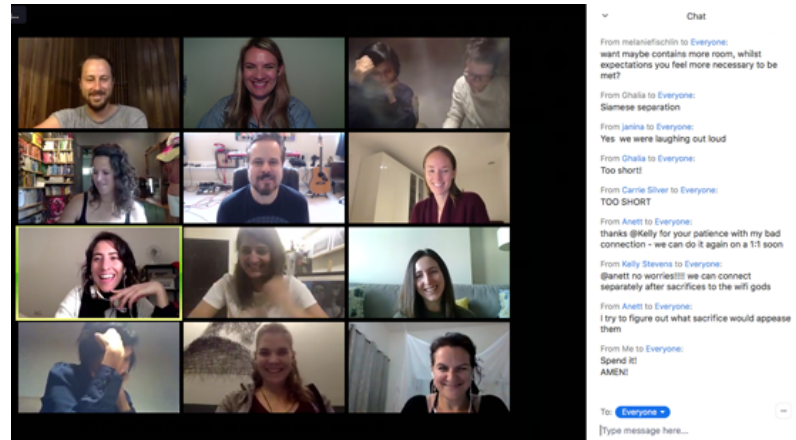 Chat
From melaniefischlin to Everyone:
want maybe contains more room, whilst
expectations you feel more necessary to be
met?
From Ghalia to Everyone:
Siamese separation
From janina to Everyone:
Yes we were laughing out loud
From Ghalia to Everyone:
Too short!
From Carrie Silver to Everyone:
TOO SHORT
From Anett to Everyone:
thanks @Kelly for your patience with my bad
connection - we can do it again on a 1:1 soon
From Kelly Stevens to Everyone:
@anett no worries!!!! we can connect
separately after sacrifices to the wifi gods
From Anett to Everyone:
I try to figure out what sacrifice would appease
them
From Me to Everyone:
Spend it!
AMEN!
To: Everyone
Type message here...